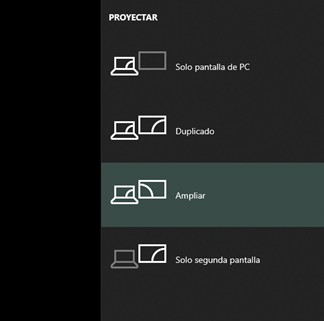 PROYECTAR
Solo pantalla de PC
Duplicado
Ampliar
Solo segunda pantalla